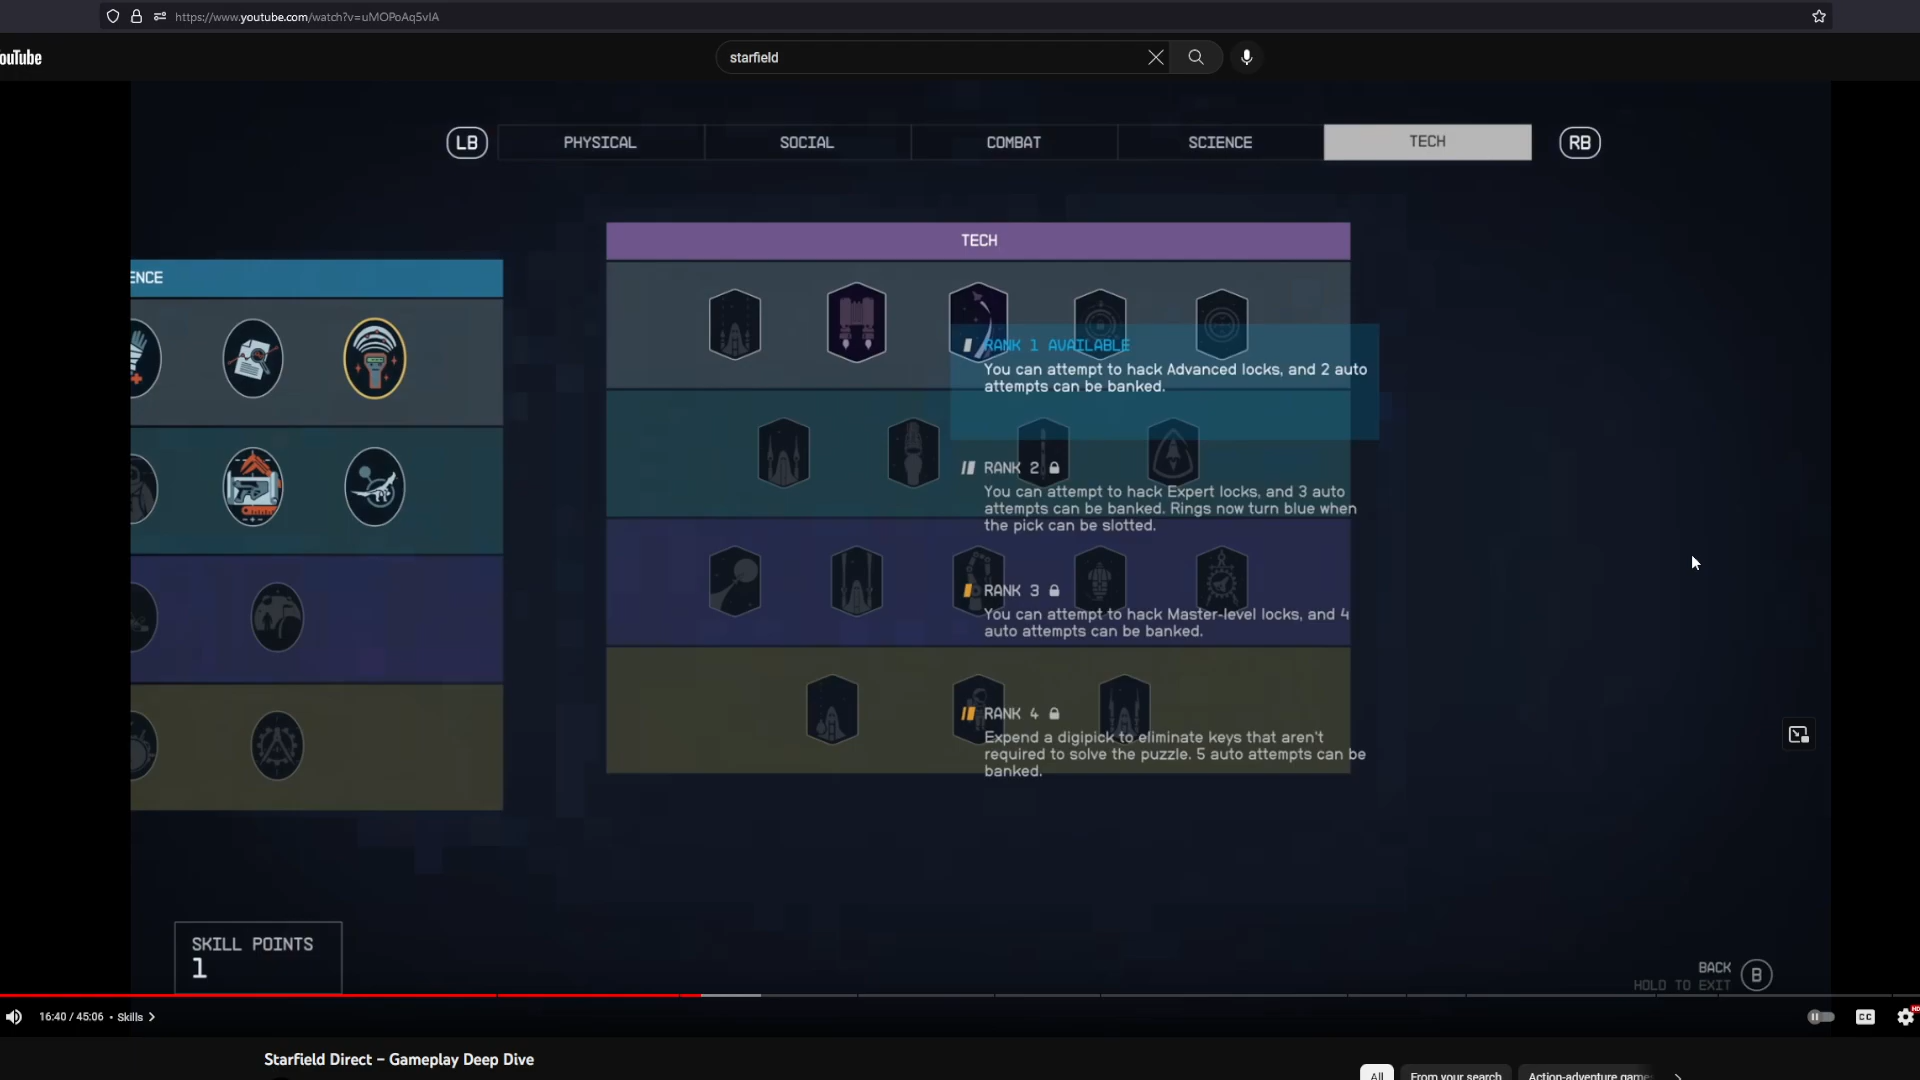 https://www.youtube.com/watch?v=uMOPoAq5vIA
ouTube
starfield
LB
PHYSICAL
SOCIAL
COMBAT
SCIENCE
TECH
RB
TECH
ENCE
RANK 1 AVAILABLE
You can attempt to hack Advanced locks, and 2 auto
attempts can be banked.
RANK 2
You can attempt to hack Expert locks, and 3 auto
attempts can be banked. Rings now turn blue when
the pick can be slotted.
RANK 3
You can attempt to hack Master-level locks, and 4
auto attempts can be banked.
RANK 4
Expend a digipick to eliminate keys that aren't
required to solve the puzzle. 5 auto attempts can be
banked.
SKILL POINTS
1
BACK
HOLD TO EXIT
B
16:40 / 45:06 • Skills
CC
HD
Starfield Direct – Gameplay Deep Dive
All
From your search
Action-adventure game